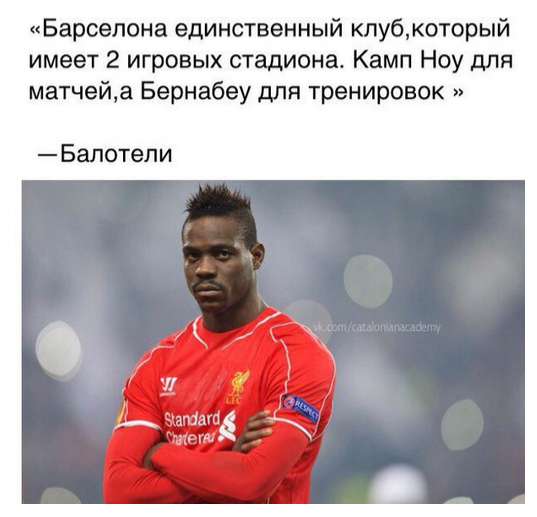 «Барселона единственный клуб,который
имеет 2 игровых стадиона. Камп Ноу для
матчей,а Бернабеу для тренировок »
—Балотели
vk.com/catalonianacademy
RESPECT
L.F.C
Standard
Chartered